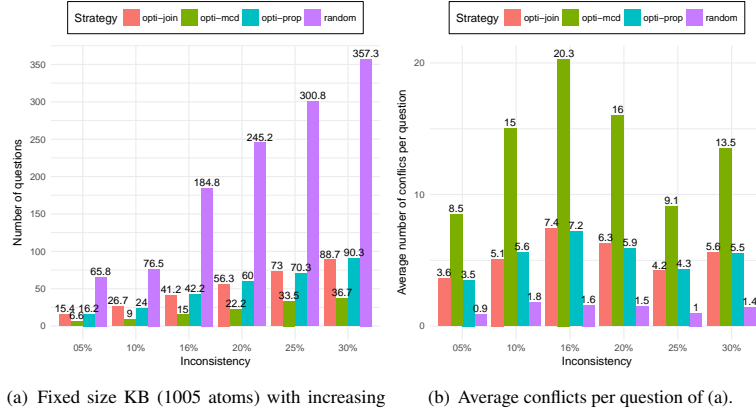 Strategy opti−join opti−mcd opti−prop random
Number of questions
350
300
250
200
150
100
50
0
15.4 6.6 16.2 65.8
26.7 9 24 76.5
41.2 15 42.2 184.8
56.3 22.2 60 245.2
73 33.5 70.3 300.8
88.7 36.7 90.3 357.3
05% 10% 16% 20% 25% 30%
Inconsistency
(a) Fixed size KB (1005 atoms) with increasing
Strategy opti−join opti−mcd opti−prop random
Average number of conflics per question
20
10
0
3.6 8.5 3.5 0.9
5.1 15 5.6 1.8
7.4 20.3 7.2 1.6
6.3 16 5.9 1.5
4.2 9.1 4.3 1
5.6 13.5 5.5 1.4
05% 10% 16% 20% 25% 30%
Inconsistency
(b) Average conflicts per question of (a).